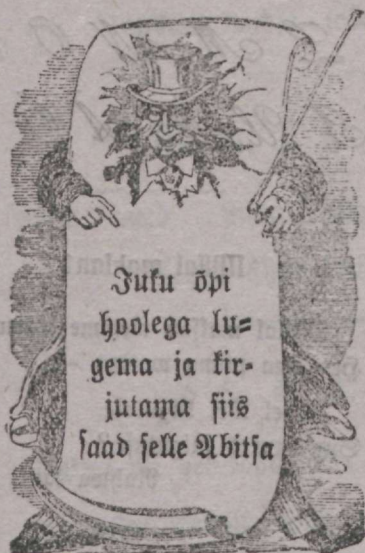 Juku õpi
hoolega lu=
gema ja kir-
jutama siis
saad selle Abitsa